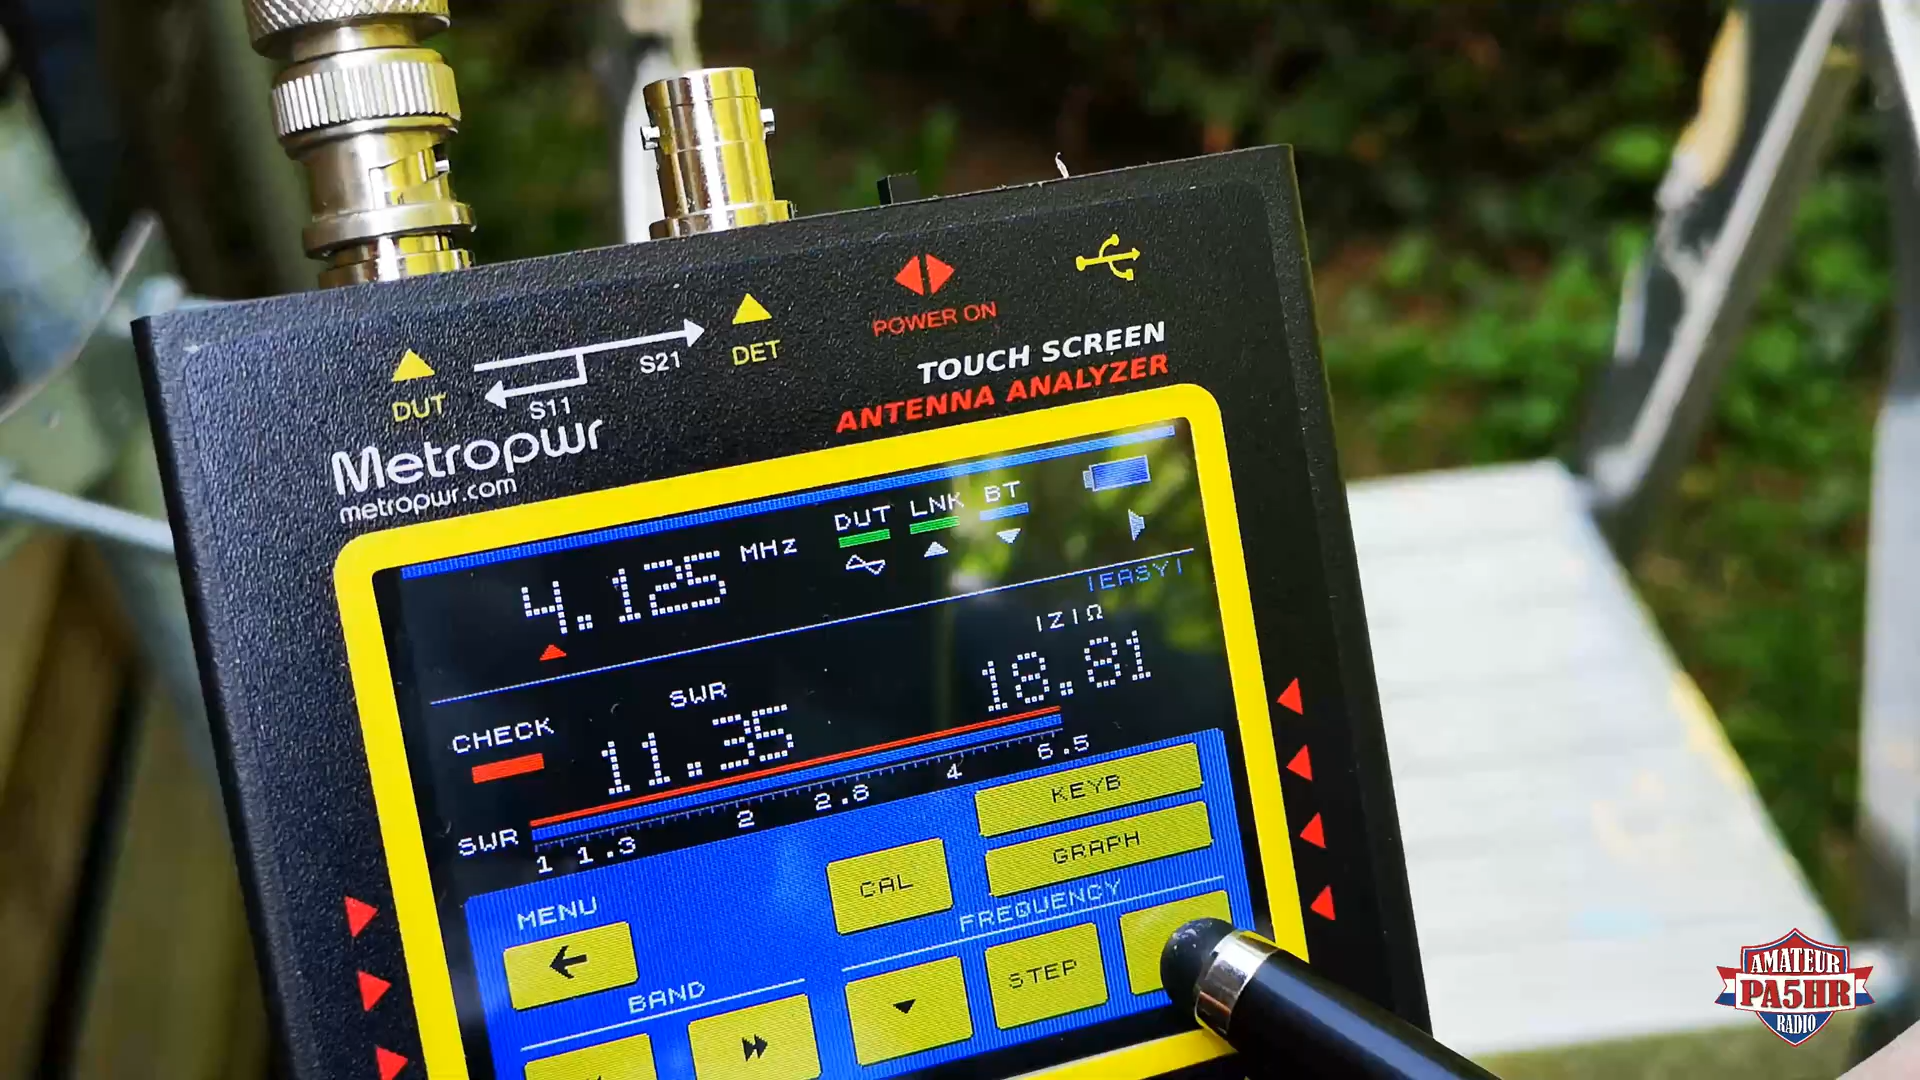 POWER ON
DUT
S11
S21
DET
TOUCH SCREEN
ANTENNA ANALYZER
Metropwr
metropwr.com
4.125 MHz
DUT LNK BT
|EASY|
SWR
|Z|Ω
CHECK
11.35
18.81
SWR
1 1.3 2 2.8 4 6.5
KEYB
GRAPH
CAL
MENU
FREQUENCY
BAND
STEP
AMATEUR
PA5HR
RADIO